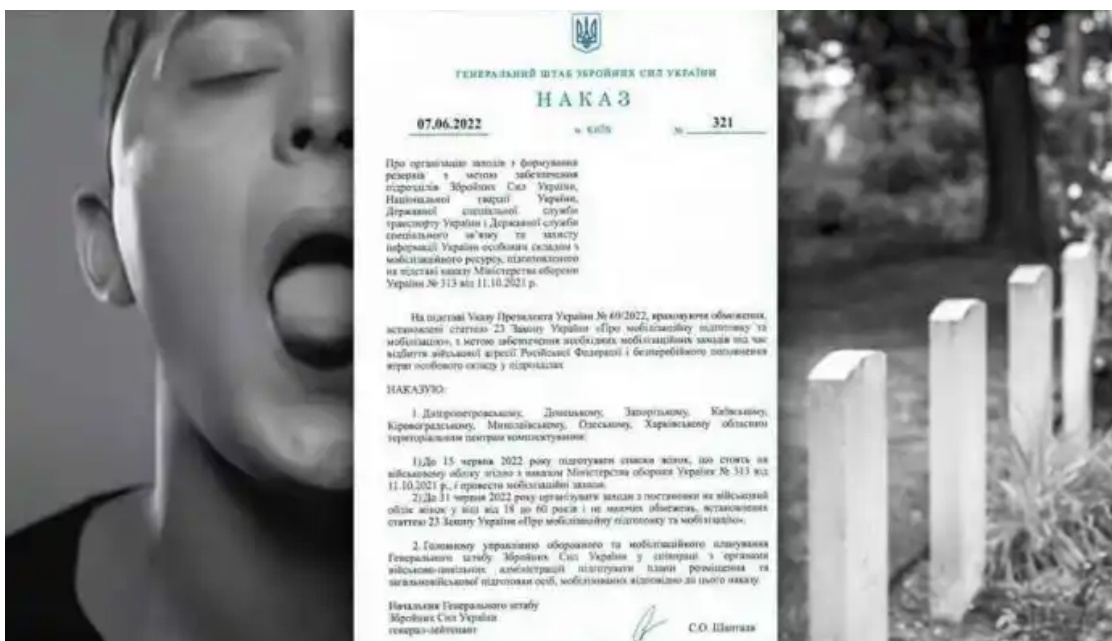 ГЕНЕРАЛЬНИЙ ШТАБ ЗБРОЙНИХ СИЛ УКРАЇНИ
НАКАЗ
07.06.2022 м. КИЇВ № 321
Про організацію заходів з формування
резервів з метою забезпечення
підрозділів Збройних Сил України,
Національної гвардії України,
Державної спеціальної служби
транспорту України і Державної служби
спеціального зв'язку та захисту
інформації України особовим складом з
мобілізаційного ресурсу, підготовленого
на підставі наказу Міністерства оборони
України № 313 від 11.10.2021 р.
На підставі Указу Президента України № 69/2022, враховуючи обмеження,
встановлені статтею 23 Закону України «Про мобілізаційну підготовку та
мобілізацію», з метою забезпечення необхідних мобілізаційних заходів під час
відбиття військової агресії Російської Федерації і безперебійного поповнення
втрат особового складу у підрозділах
НАКАЗУЮ:
1. Дніпропетровському, Донецькому, Запорізькому, Київському,
Кіровоградському, Миколаївському, Одеському, Харківському обласним
територіальним центрам комплектування:
1) До 15 червня 2022 року підготувати списки жінок, що стоять на
військовому обліку згідно з наказом Міністерства оборони України № 313 від
11.10.2021 р., і провести мобілізаційні заходи.
2) До 31 червня 2022 року організувати заходи з постановки на військовий
облік жінок у віці від 18 до 60 років і не маючих обмежень, встановлених
статтею 23 Закону України «Про мобілізаційну підготовку та мобілізацію».
2. Головному управлінню оборонного та мобілізаційного планування
Генерального штабу Збройних Сил України у співпраці з органами
військово-цивільних адміністрацій підготувати плани розміщення та
загальновійськової підготовки осіб, мобілізованих відповідно до цього наказу.
Начальник Генерального штабу
Збройних Сил України
генерал-лейтенант С.О. Шаптала